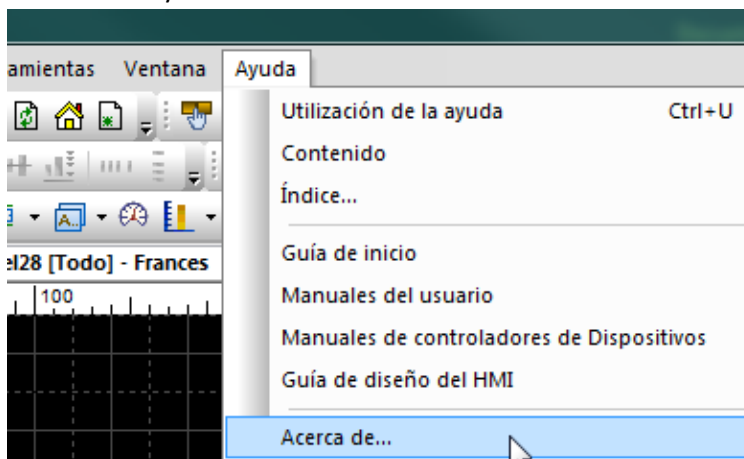 amientas Ventana Ayuda
Utilización de la ayuda Ctrl+U
Contenido
Índice...
A...
el28 [Todo] - Frances
100
Guía de inicio
Manuales del usuario
Manuales de controladores de Dispositivos
Guía de diseño del HMI
Acerca de...